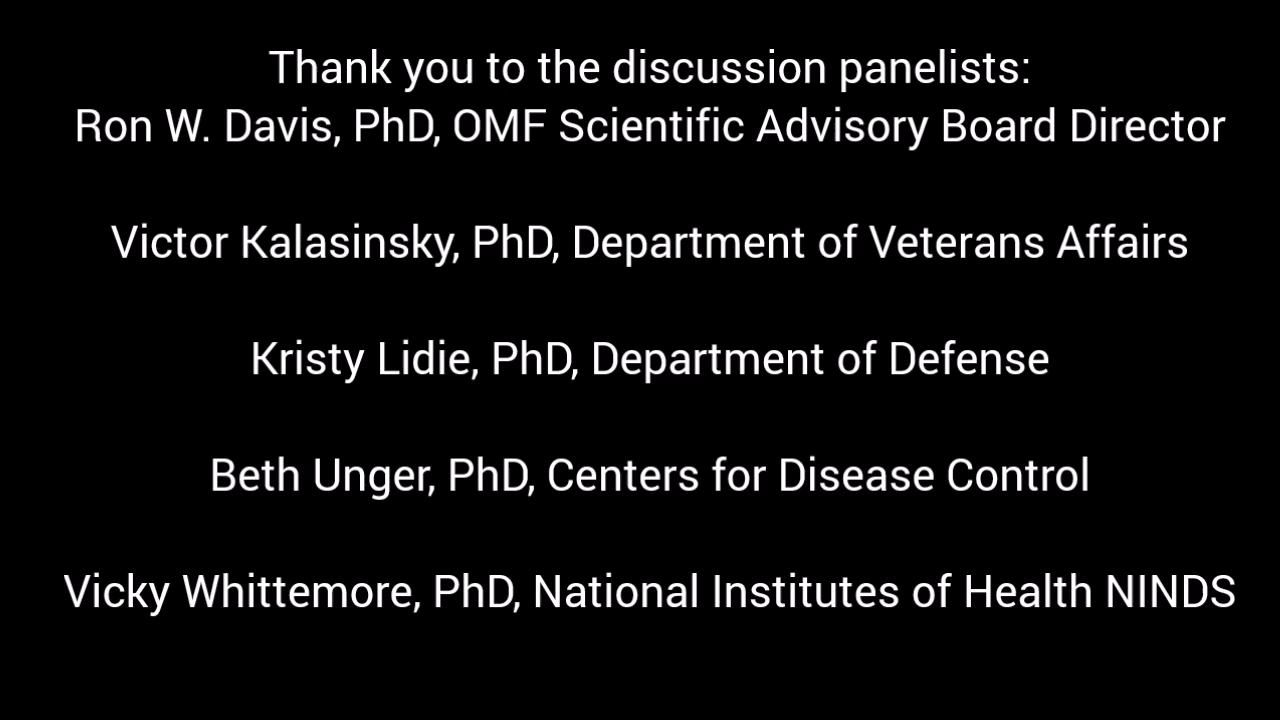 Thank you to the discussion panelists:
Ron W. Davis, PhD, OMF Scientific Advisory Board Director
Victor Kalasinsky, PhD, Department of Veterans Affairs
Kristy Lidie, PhD, Department of Defense
Beth Unger, PhD, Centers for Disease Control
Vicky Whittemore, PhD, National Institutes of Health NINDS